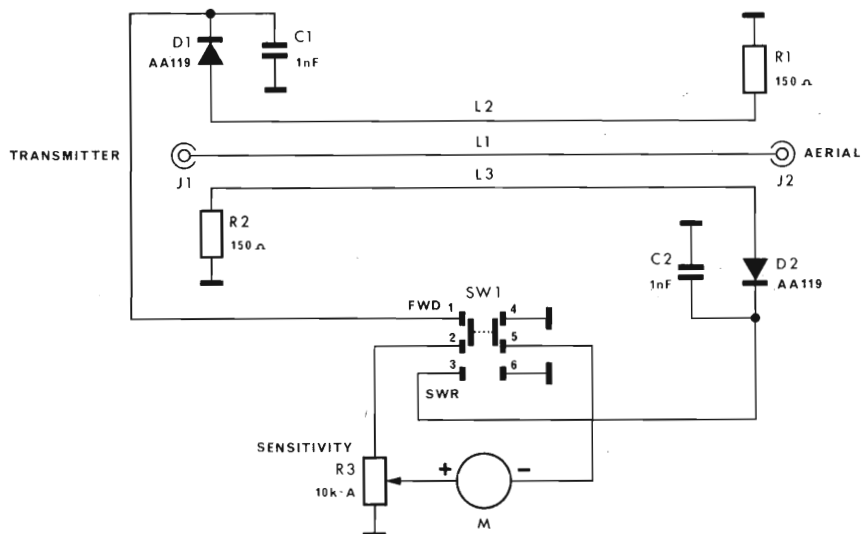 D1
AA119
C1
1nF
R1
150 Ω
L2
TRANSMITTER
J1
L1
J2
AERIAL
L3
R2
150 Ω
C2
1nF
D2
AA119
SW1
FWD 1
4
2
5
3
6
SWR
SENSITIVITY
R3
10k-A
+
−
M